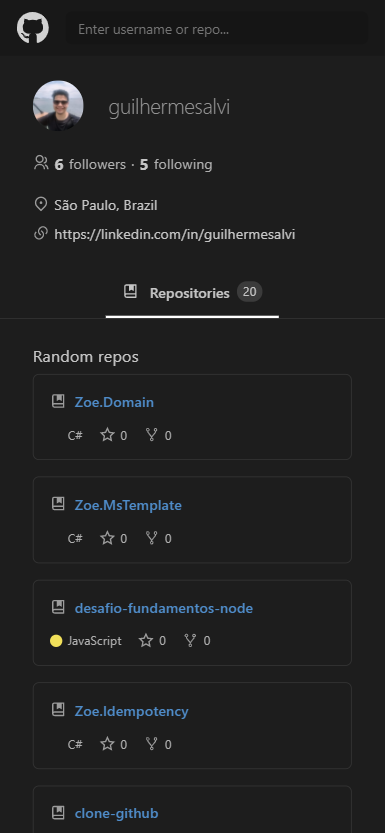 Enter username or repo...
guilhermesalvi
6 followers · 5 following
São Paulo, Brazil
https://linkedin.com/in/guilhermesalvi
Repositories 20
Random repos
Zoe.Domain
C# 0 0
Zoe.MsTemplate
C# 0 0
desafio-fundamentos-node
JavaScript 0 0
Zoe.Idempotency
C# 0 0
clone-github